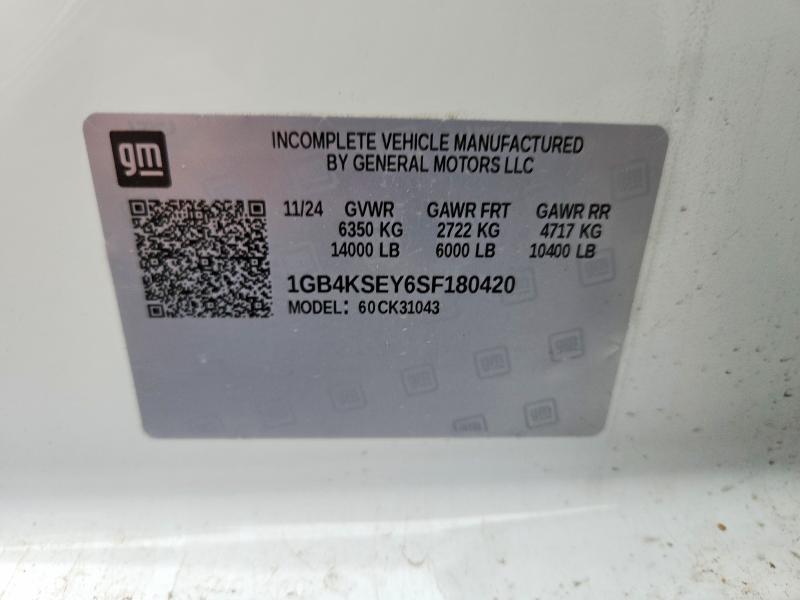 gm
INCOMPLETE VEHICLE MANUFACTURED
BY GENERAL MOTORS LLC
11/24 GVWR GAWR FRT GAWR RR
6350 KG 2722 KG 4717 KG
14000 LB 6000 LB 10400 LB
1GB4KSEY6SF180420
MODEL: 60CK31043